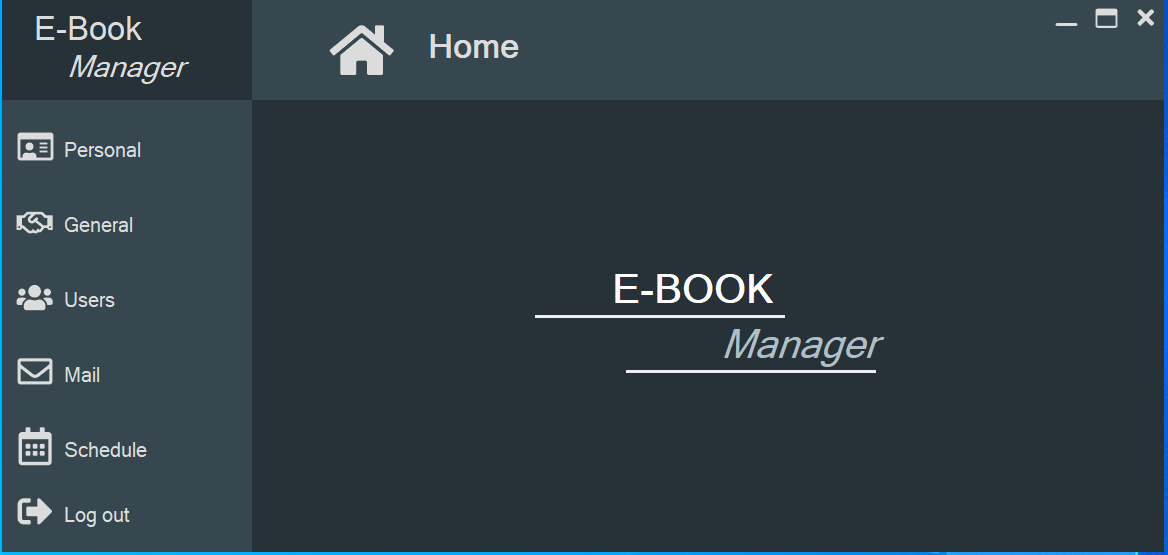 E-Book
Manager
Home
Personal
General
Users
Mail
Schedule
Log out
E-BOOK
Manager